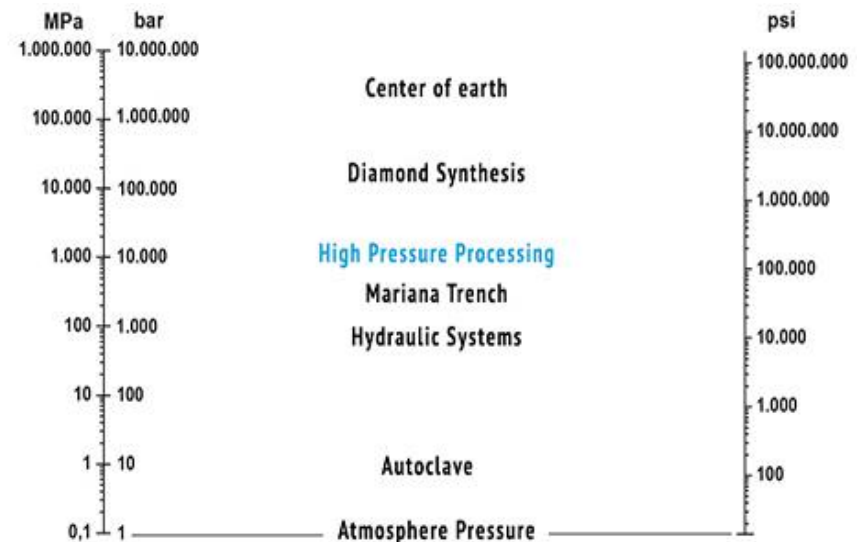 MPa bar psi
1.000.000 10.000.000
100.000.000
Center of earth
100.000 1.000.000
10.000.000
Diamond Synthesis
10.000 100.000
1.000.000
High Pressure Processing
1.000 10.000
100.000
Mariana Trench
100 1.000
Hydraulic Systems
10.000
10 100
1.000
1 10
Autoclave
100
0,1 1
Atmosphere Pressure